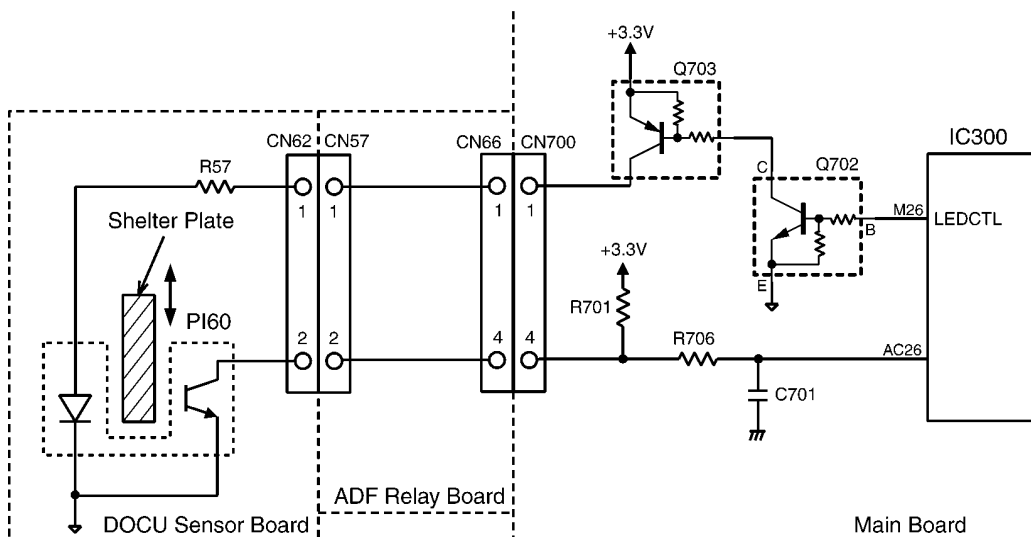 +3.3V
Q703
IC300
CN62 CN57
CN66 CN700
C
Q702
R57
M26
LEDCTL
B
1
1
1
1
Shelter Plate
+3.3V
E
R701
PI60
2
2
4
4
R706
AC26
C701
ADF Relay Board
DOCU Sensor Board
Main Board